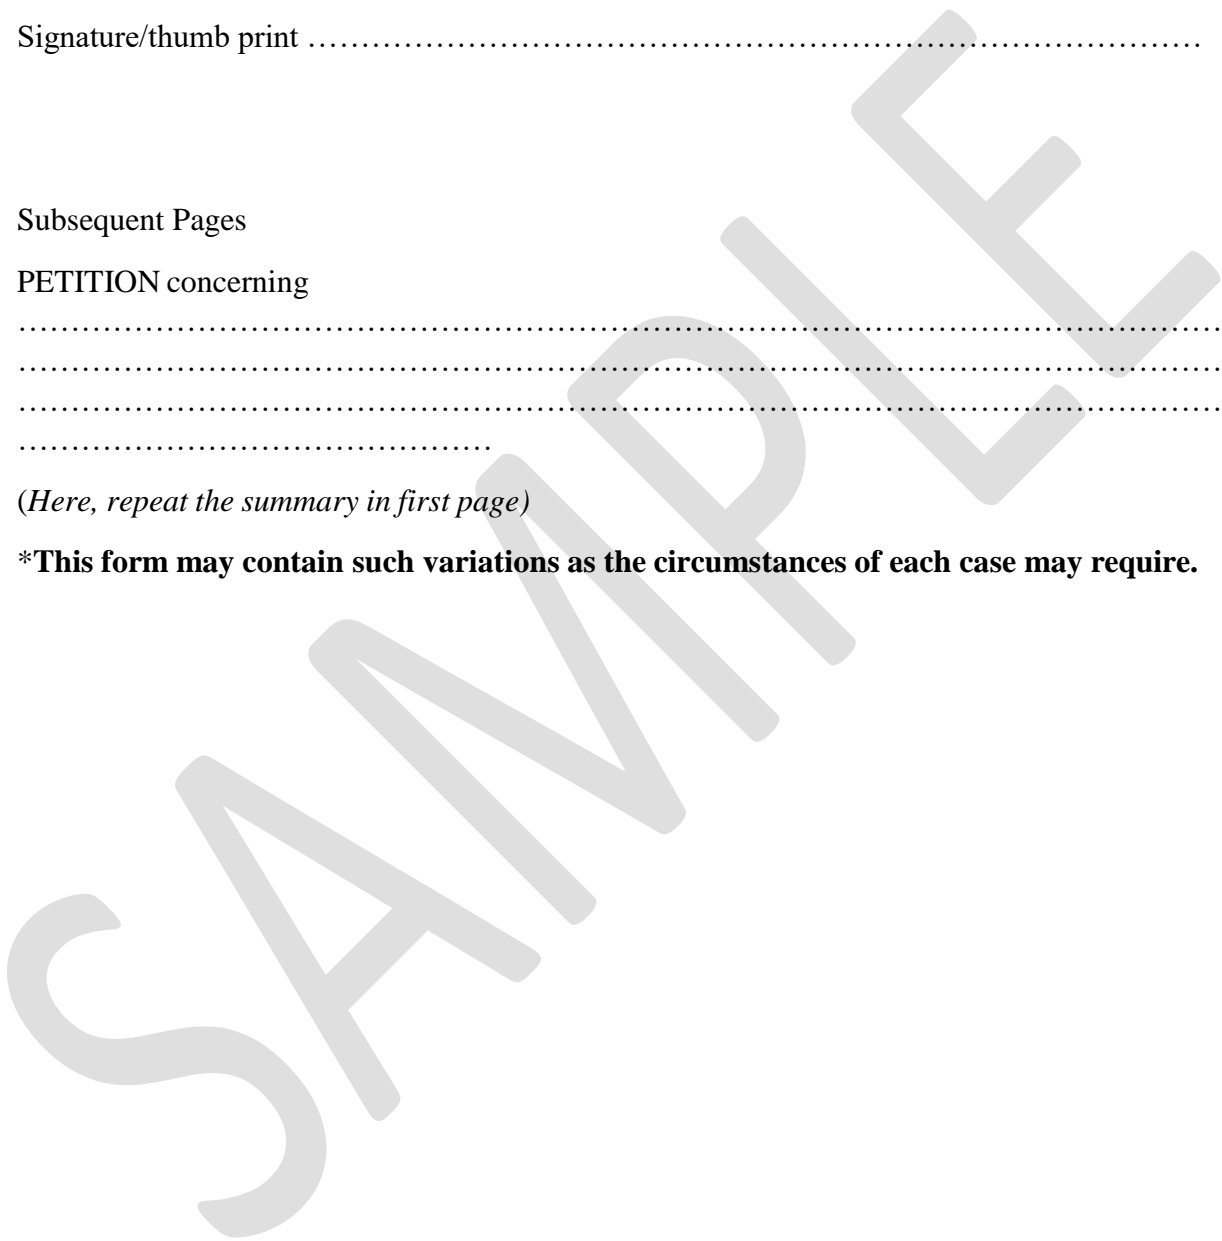 Signature/thumb print …………………………………………………………………………
Subsequent Pages
PETITION concerning
……………………………………………………………………………………………………
……………………………………………………………………………………………………
……………………………………………………………………………………………………
………………………………………
(Here, repeat the summary in first page)
*This form may contain such variations as the circumstances of each case may require.
SAMPLE